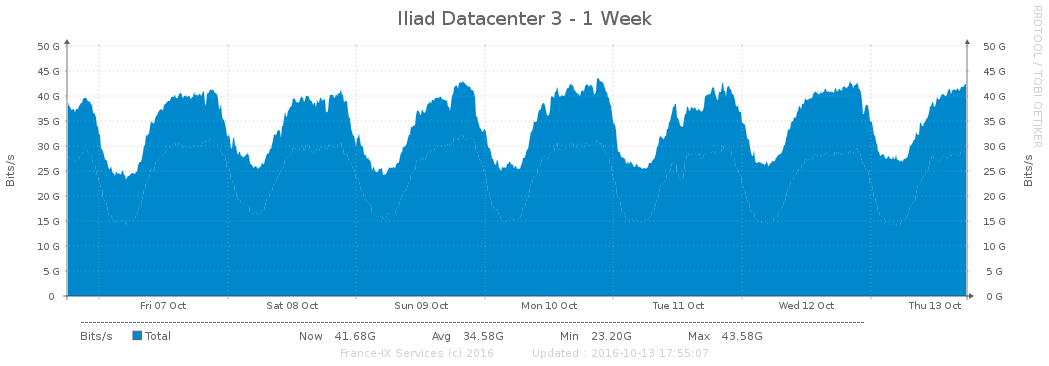 Iliad Datacenter 3 - 1 Week
RRDTOOL / TOBI OETIKER
50 G 50 G
45 G 45 G
40 G 40 G
35 G 35 G
30 G 30 G
25 G 25 G
20 G 20 G
15 G 15 G
10 G 10 G
5 G 5 G
0 0 G
Bits/s
Bits/s
Fri 07 Oct Sat 08 Oct Sun 09 Oct Mon 10 Oct Tue 11 Oct Wed 12 Oct Thu 13 Oct
Bits/s Total Now 41.68G Avg 34.58G Min 23.20G Max 43.58G
France-IX Services (c) 2016 Updated : 2016-10-13 17:55:07